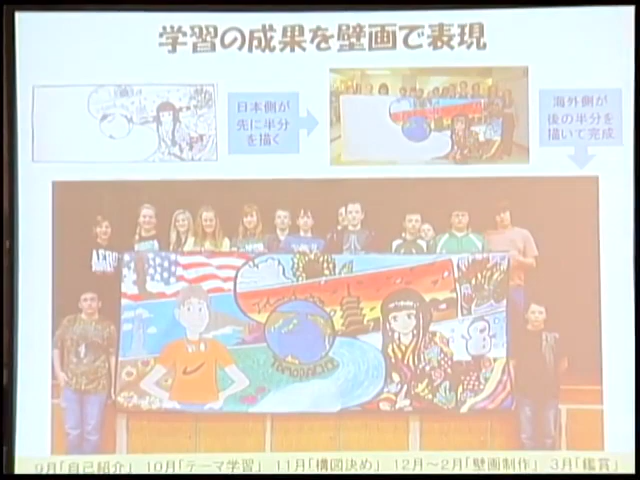 学習の成果を壁画で表現
日本側が
先に半分
を描く
海外側が
後の半分を
描いて完成
AERO
TOMODACHI
9月「自己紹介」 10月「テーマ学習」 11月「構図決め」 12月～2月「壁画制作」 3月「鑑賞」